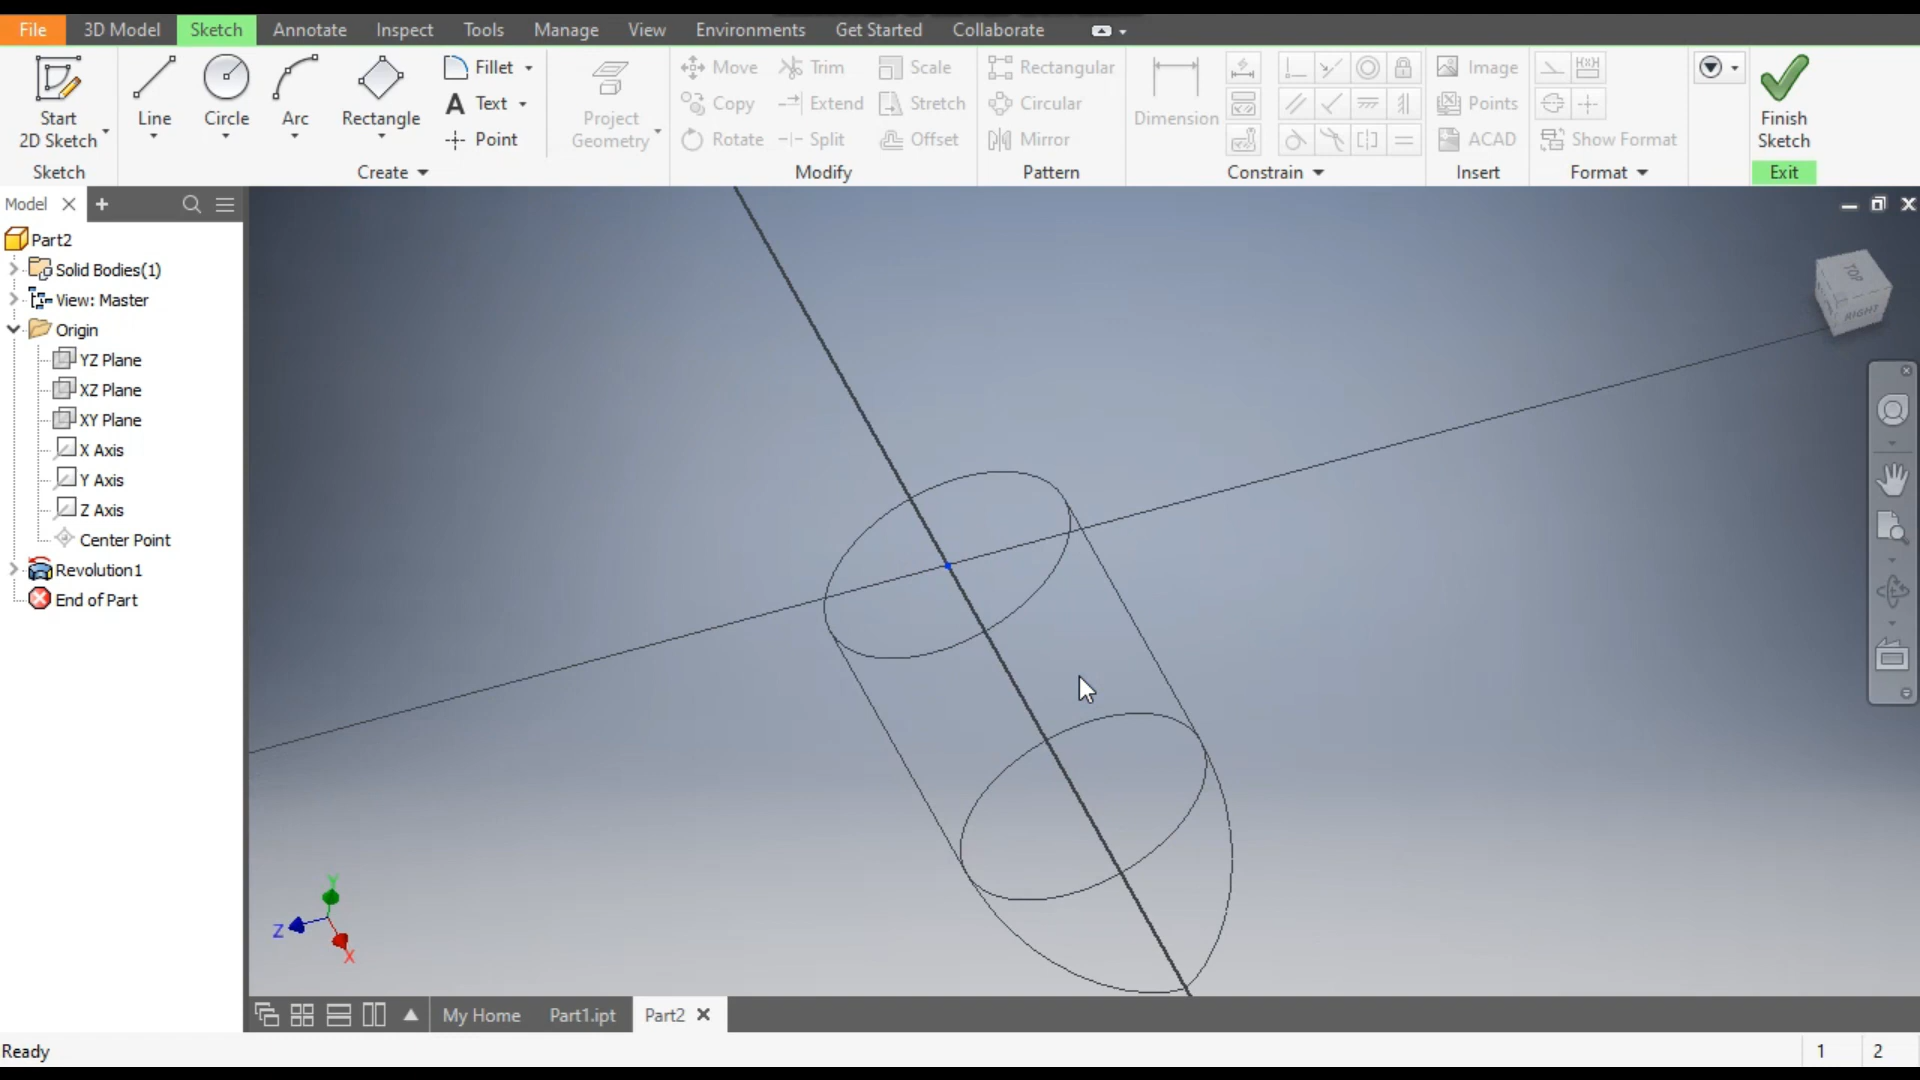 File 3D Model Sketch Annotate Inspect Tools Manage View Environments Get Started Collaborate
Start
2D Sketch
Line
Circle
Arc
Rectangle
Fillet
Text
Point
Project
Geometry
Move
Copy
Rotate
Trim
Extend
Split
Scale
Stretch
Offset
Rectangular
Circular
Mirror
Dimension
Image
Points
ACAD
Show Format
Finish
Sketch
Sketch Create Modify Pattern Constrain Insert Format Exit
Model
Part2
Solid Bodies(1)
View: Master
Origin
YZ Plane
XZ Plane
XY Plane
X Axis
Y Axis
Z Axis
Center Point
Revolution1
End of Part
TOP
RIGHT
Y
Z
X
My Home Part1.ipt Part2
Ready
1 2